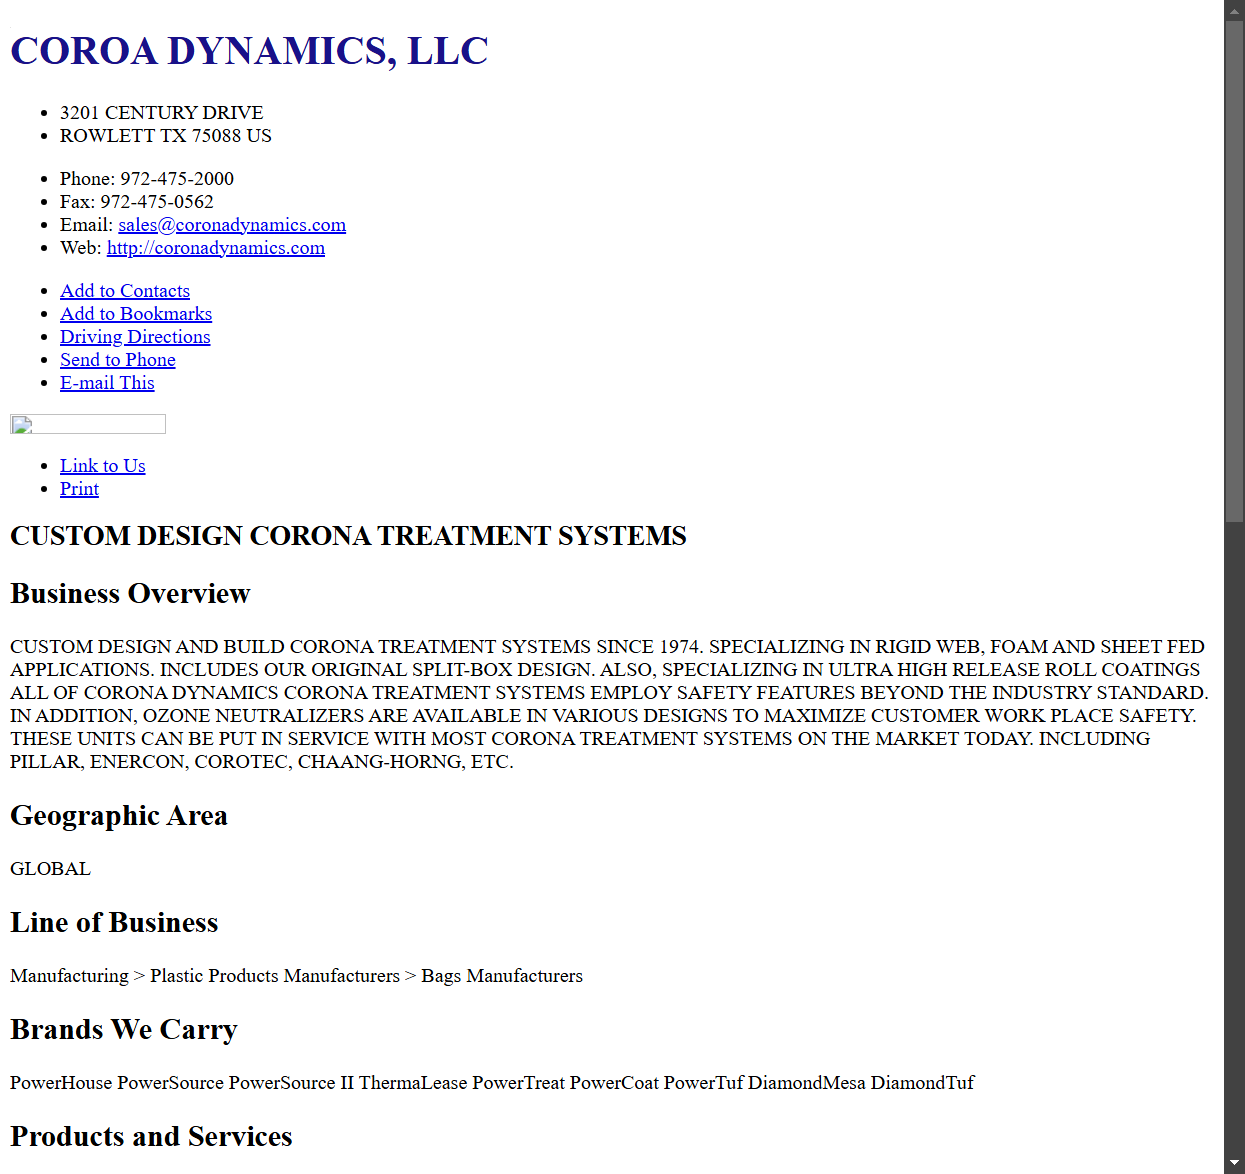 COROA DYNAMICS, LLC
3201 CENTURY DRIVE
ROWLETT TX 75088 US
Phone: 972-475-2000
Fax: 972-475-0562
Email: sales@coronadynamics.com
Web: http://coronadynamics.com
Add to Contacts
Add to Bookmarks
Driving Directions
Send to Phone
E-mail This
Link to Us
Print
CUSTOM DESIGN CORONA TREATMENT SYSTEMS
Business Overview
CUSTOM DESIGN AND BUILD CORONA TREATMENT SYSTEMS SINCE 1974. SPECIALIZING IN RIGID WEB, FOAM AND SHEET FED
APPLICATIONS. INCLUDES OUR ORIGINAL SPLIT-BOX DESIGN. ALSO, SPECIALIZING IN ULTRA HIGH RELEASE ROLL COATINGS
ALL OF CORONA DYNAMICS CORONA TREATMENT SYSTEMS EMPLOY SAFETY FEATURES BEYOND THE INDUSTRY STANDARD.
IN ADDITION, OZONE NEUTRALIZERS ARE AVAILABLE IN VARIOUS DESIGNS TO MAXIMIZE CUSTOMER WORK PLACE SAFETY.
THESE UNITS CAN BE PUT IN SERVICE WITH MOST CORONA TREATMENT SYSTEMS ON THE MARKET TODAY. INCLUDING
PILLAR, ENERCON, COROTEC, CHAANG-HORNG, ETC.
Geographic Area
GLOBAL
Line of Business
Manufacturing > Plastic Products Manufacturers > Bags Manufacturers
Brands We Carry
PowerHouse PowerSource PowerSource II ThermaLease PowerTreat PowerCoat PowerTuf DiamondMesa DiamondTuf
Products and Services